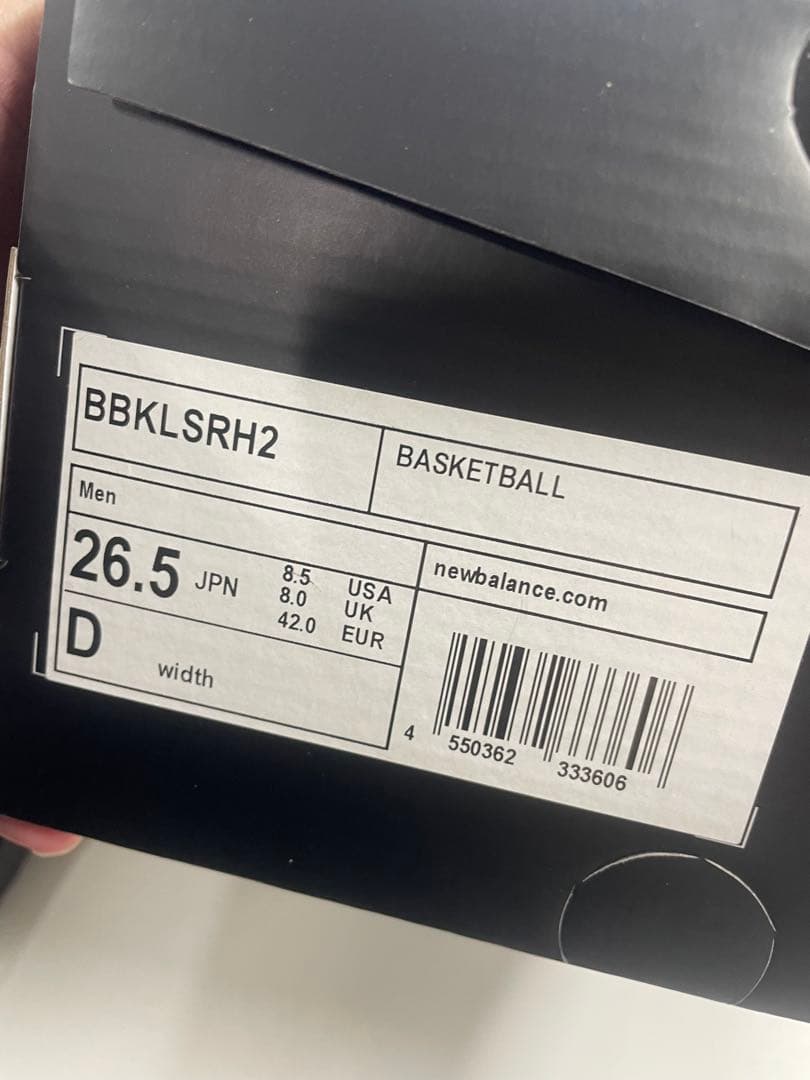 BBKLSRH2
BASKETBALL
Men
26.5 JPN
8.5 USA
8.0 UK
42.0 EUR
D width
newbalance.com
4 550362 333606